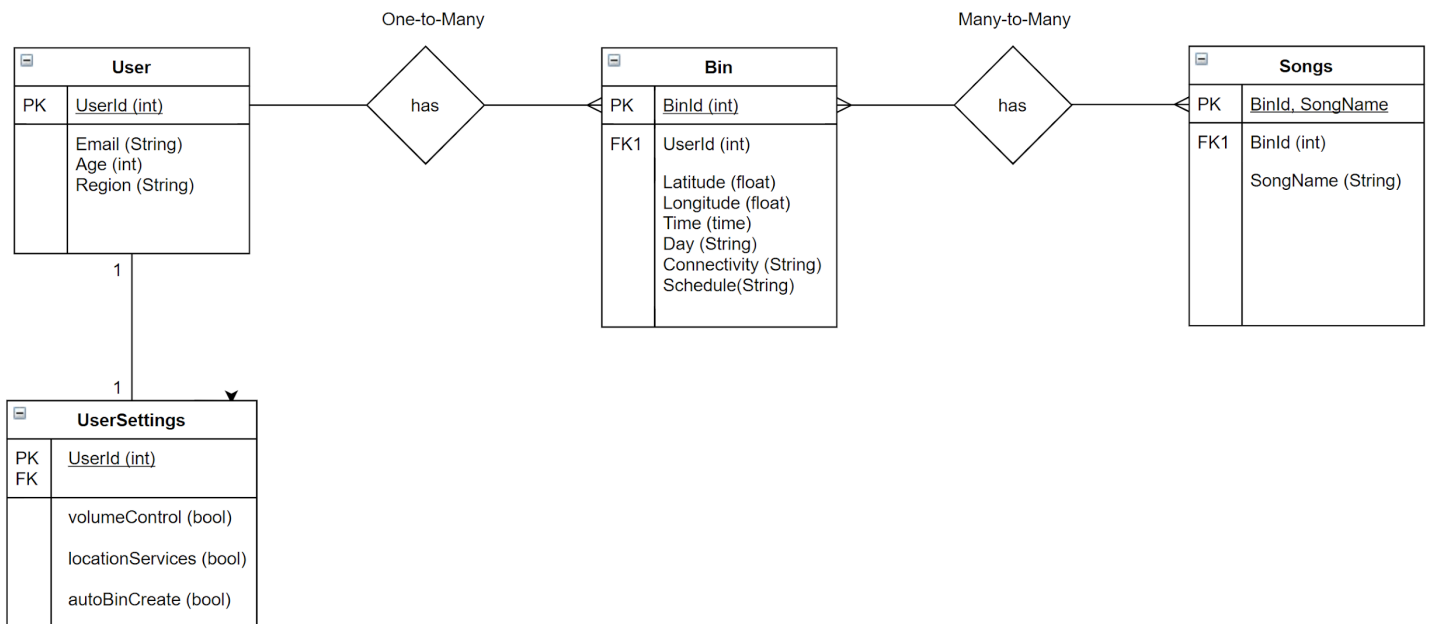 One-to-Many
Many-to-Many
User
PK UserId (int)
Email (String)
Age (int)
Region (String)
has
Bin
PK BinId (int)
FK1 UserId (int)
Latitude (float)
Longitude (float)
Time (time)
Day (String)
Connectivity (String)
Schedule(String)
has
Songs
PK BinId, SongName
FK1 BinId (int)
SongName (String)
1
1
UserSettings
PK UserId (int)
FK
volumeControl (bool)
locationServices (bool)
autoBinCreate (bool)